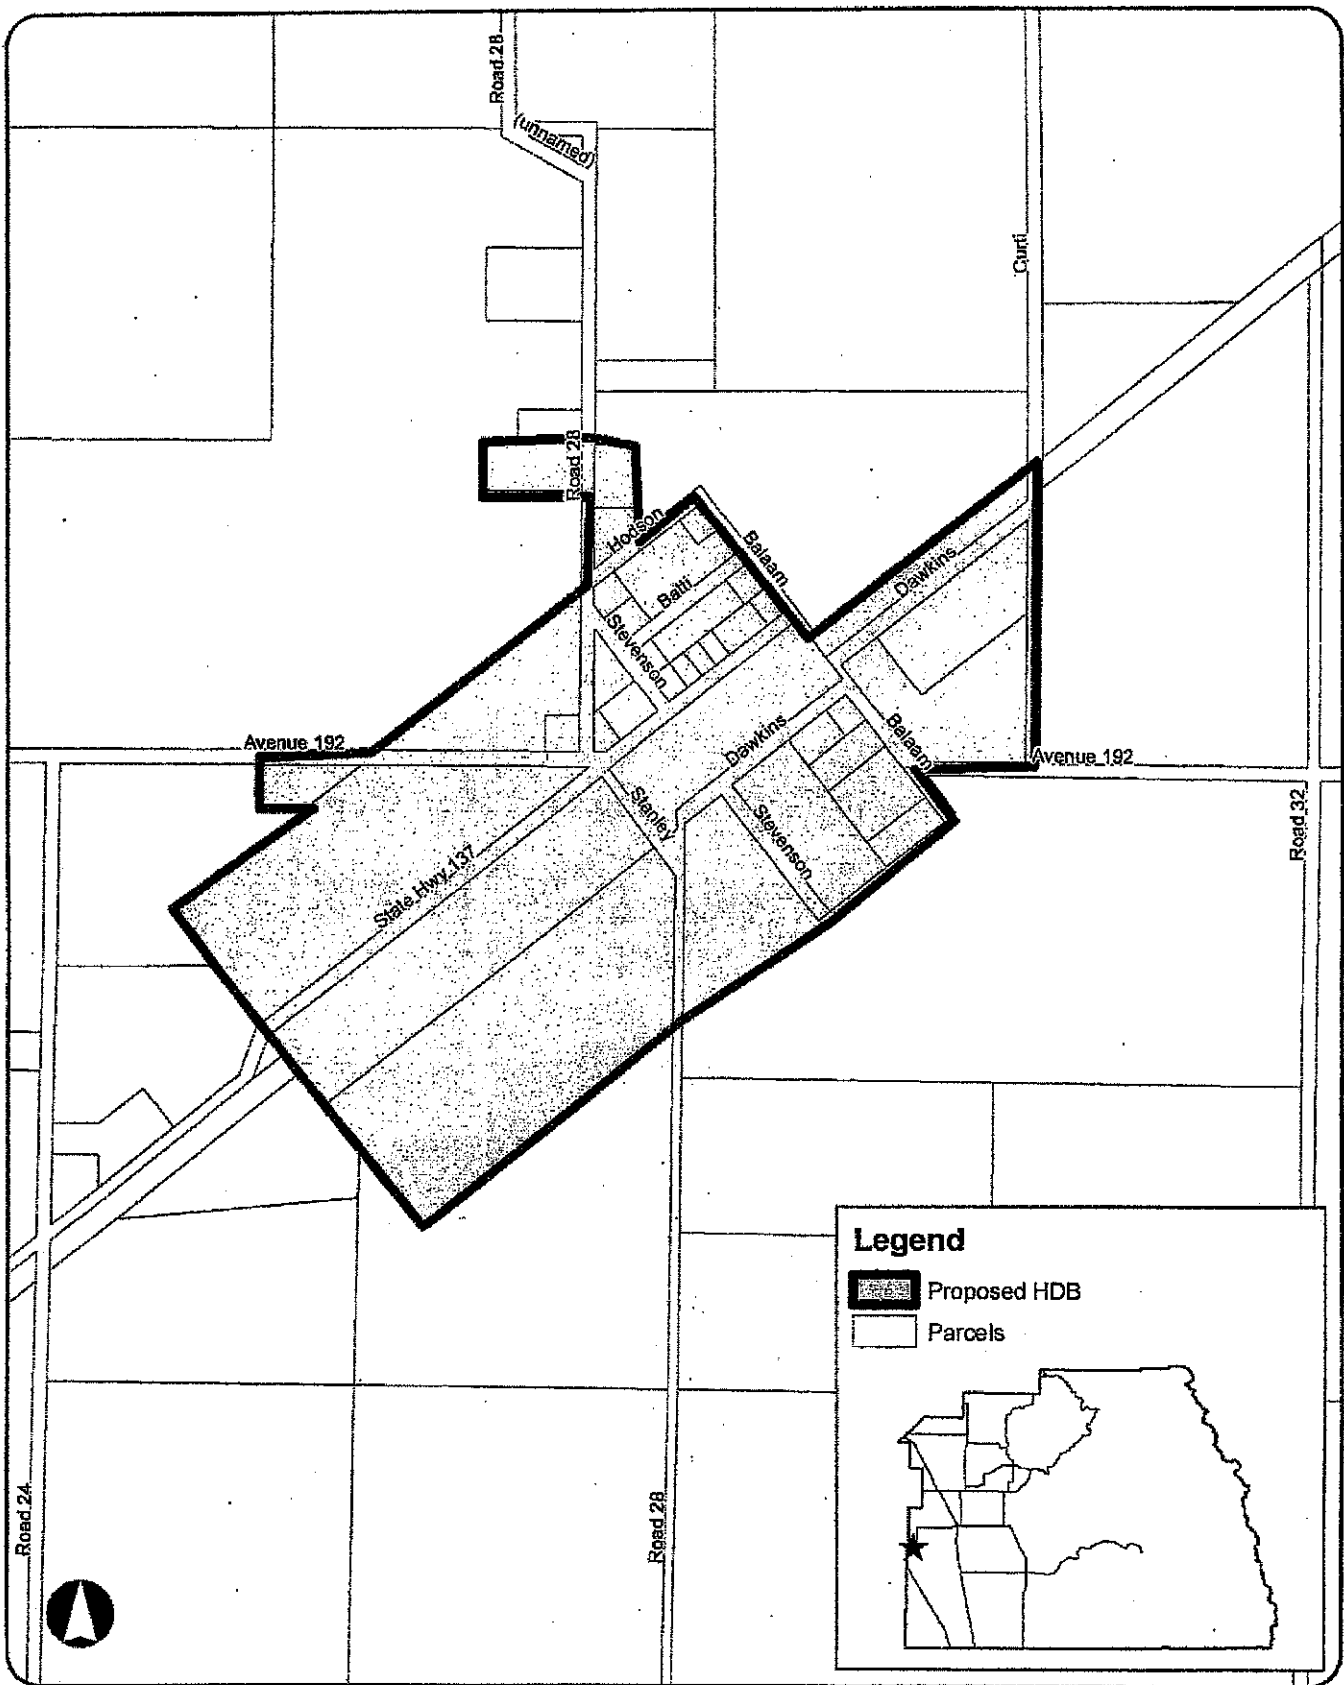 Road 28
(unnamed)
Curti
Road 28
Hodson
Balaam
Batti
Dawkins
Stevenson
Avenue 192
Dawkins
Balaam
Avenue 192
Stanley
Stevenson
Road 32
State Hwy 137
Legend
Proposed HDB
Parcels
Road 24
Road 28